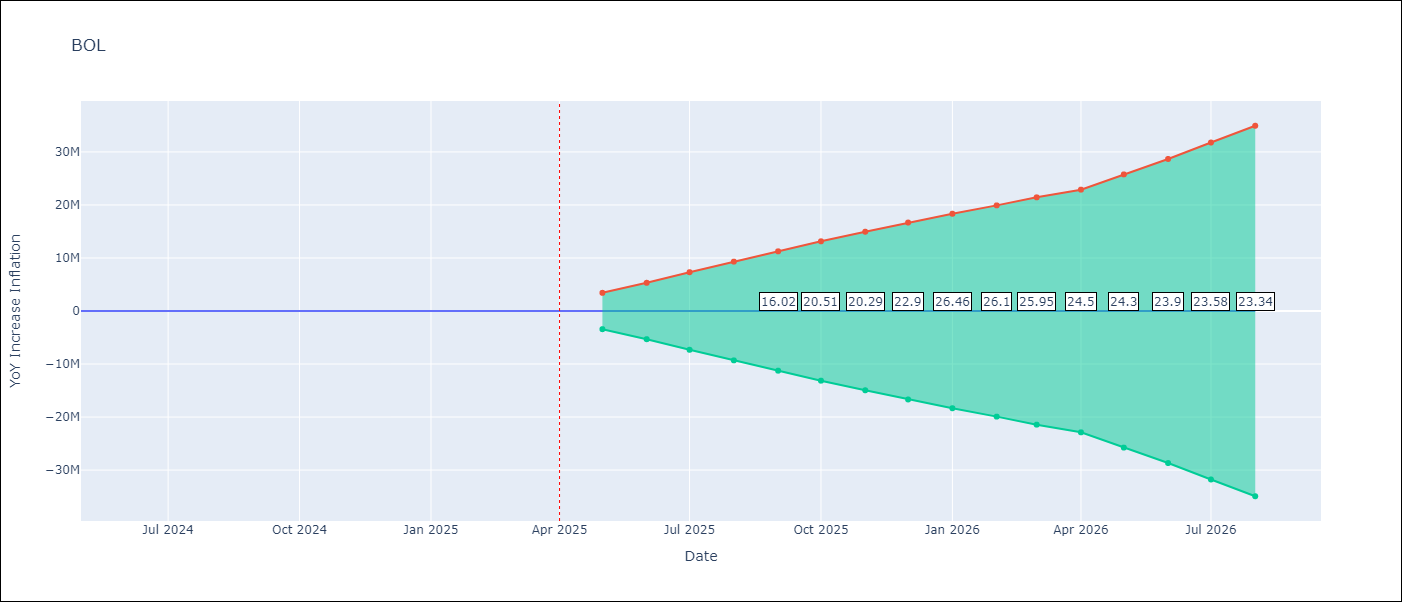 BOL
YoY Increase Inflation
30M
20M
10M
0
−10M
−20M
−30M
16.02 20.51 20.29 22.9 26.46 26.1 25.95 24.5 24.3 23.9 23.58 23.34
Jul 2024 Oct 2024 Jan 2025 Apr 2025 Jul 2025 Oct 2025 Jan 2026 Apr 2026 Jul 2026
Date